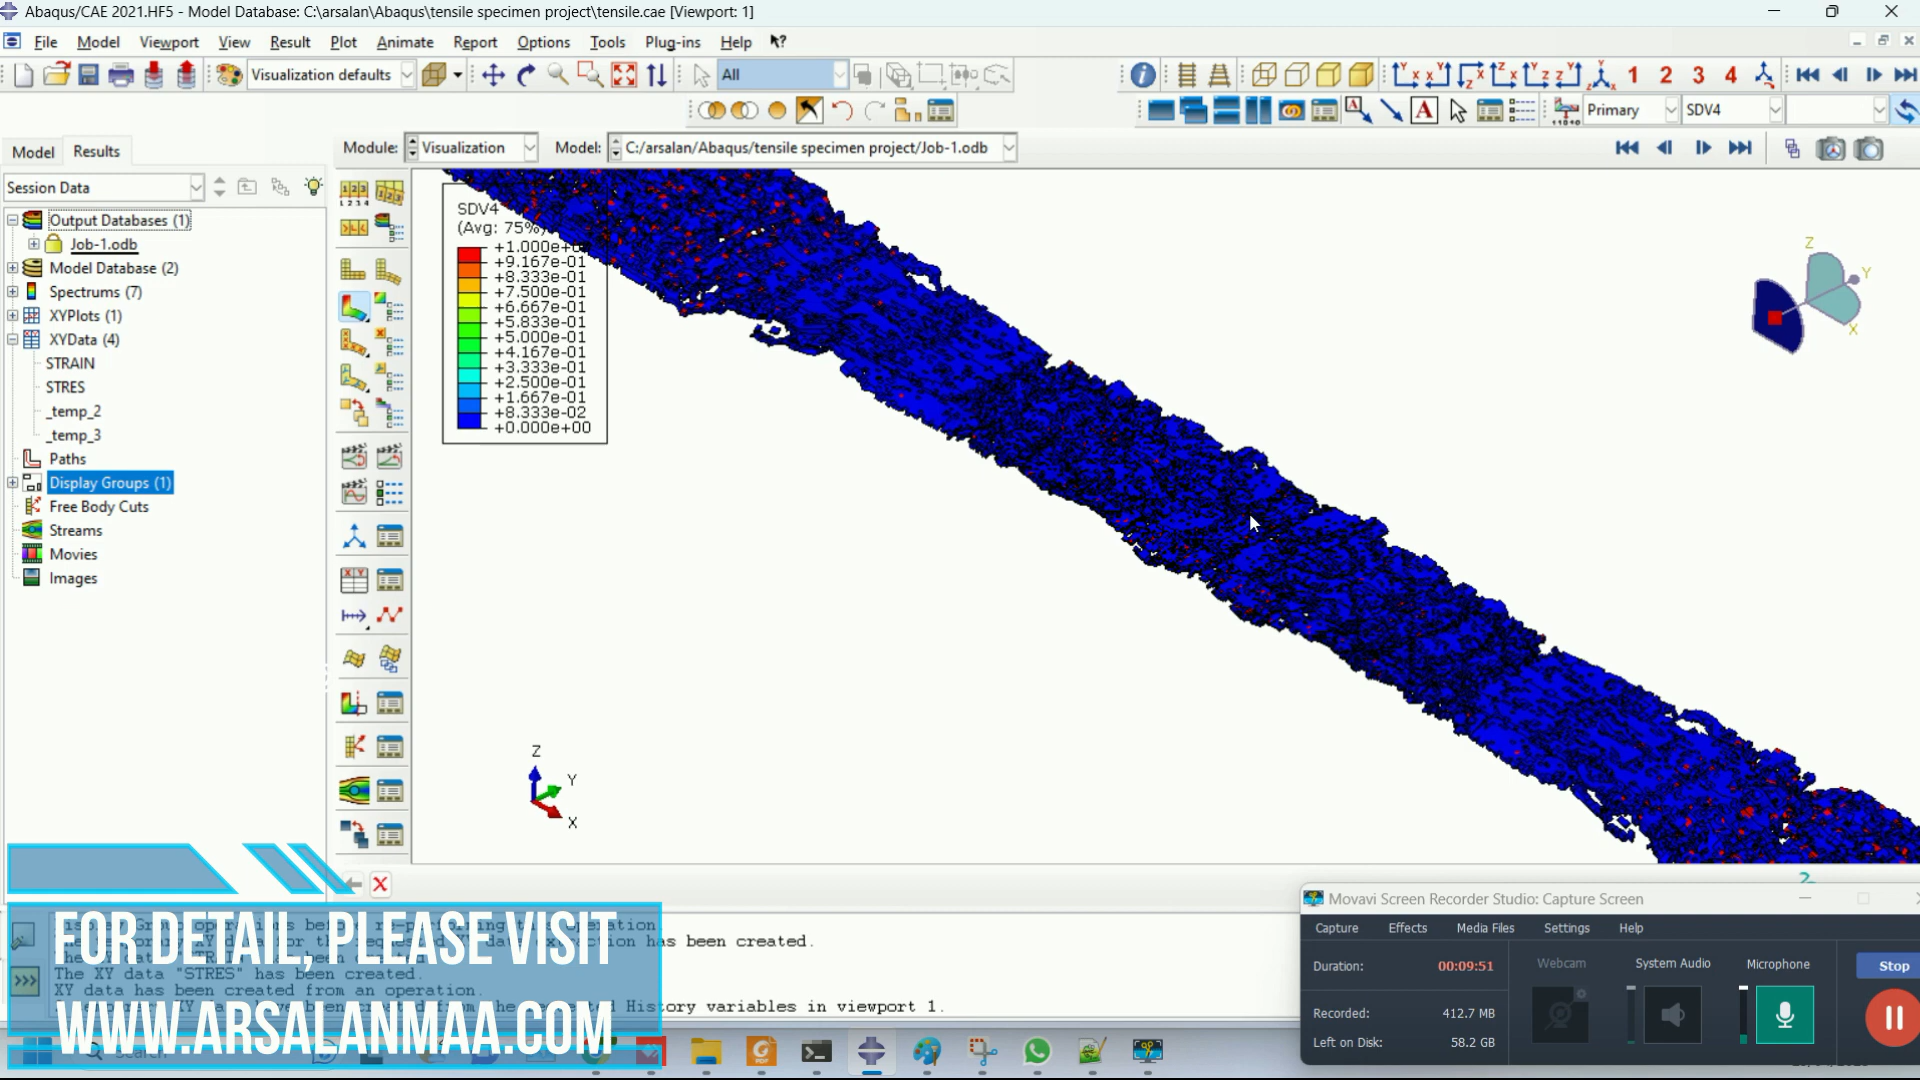 Abaqus/CAE 2021.HF5 - Model Database: C:\arsalan\Abaqus\tensile specimen project\tensile.cae [Viewport: 1]
File Model Viewport View Result Plot Animate Report Options Tools Plug-ins Help
Visualization defaults All 1 2 3 4
Primary SDV4
Model Results Module: Visualization Model: C:/arsalan/Abaqus/tensile specimen project/Job-1.odb
Session Data
Output Databases (1)
Job-1.odb
Model Database (2)
Spectrums (7)
XYPlots (1)
XYData (4)
STRAIN
STRES
_temp_2
_temp_3
Paths
Display Groups (1)
Free Body Cuts
Streams
Movies
Images
SDV4
(Avg: 75%)
+9.167e-01
+8.333e-01
+7.500e-01
+6.667e-01
+5.833e-01
+5.000e-01
+4.167e-01
+3.333e-01
+2.500e-01
+1.667e-01
+8.333e-02
+0.000e+00
Z
Y
X
Z
Y
X
has been created.
The XY data "STRES" has been created.
XY data has been created from an operation.
History variables in viewport 1.
FOR DETAIL, PLEASE VISIT
WWW.ARSALANMAA.COM
Movavi Screen Recorder Studio: Capture Screen
Capture Effects Media Files Settings Help
Duration: 00:09:51 Webcam System Audio Microphone Stop
Recorded: 412.7 MB
Left on Disk: 58.2 GB
Search